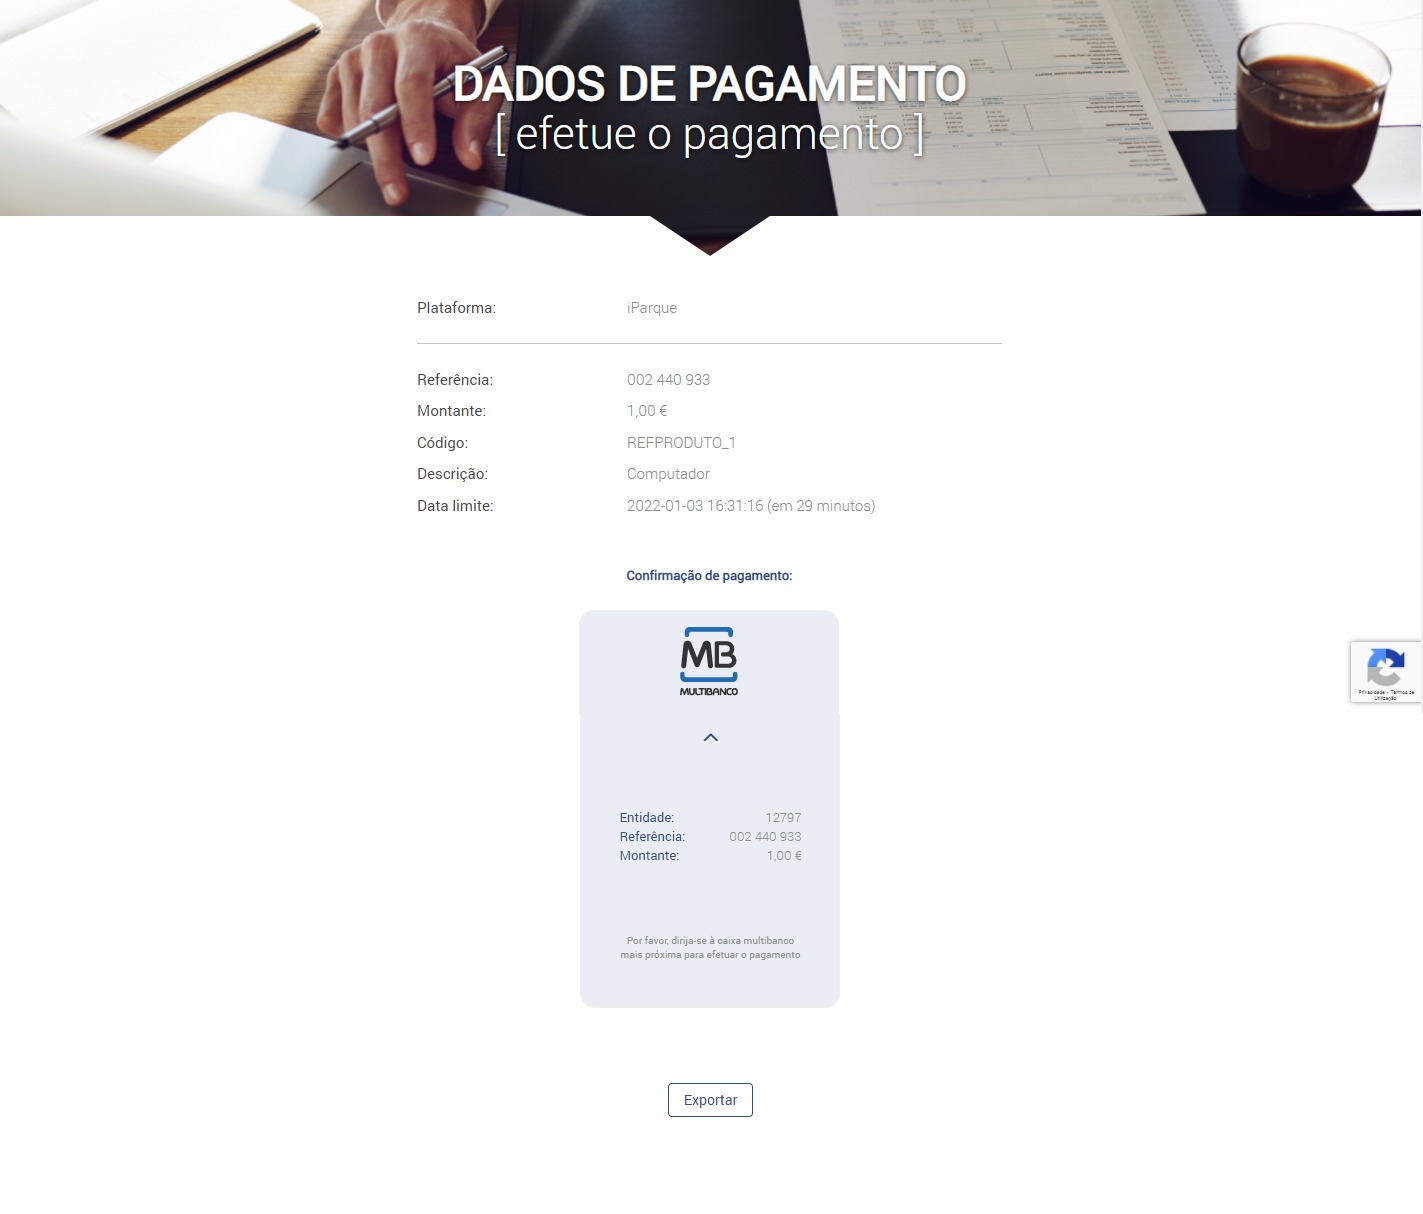 DADOS DE PAGAMENTO
[ efetue o pagamento ]
Plataforma: iParque
Referência: 002 440 933
Montante: 1,00 €
Código: REFPRODUTO_1
Descrição: Computador
Data limite: 2022-01-03 16:31:16 (em 29 minutos)
Confirmação de pagamento:
MB
MULTIBANCO
Privacidade - Termos de
Utilização
Entidade: 12797
Referência: 002 440 933
Montante: 1,00 €
Por favor, dirija-se à caixa multibanco
mais próxima para efetuar o pagamento
Exportar